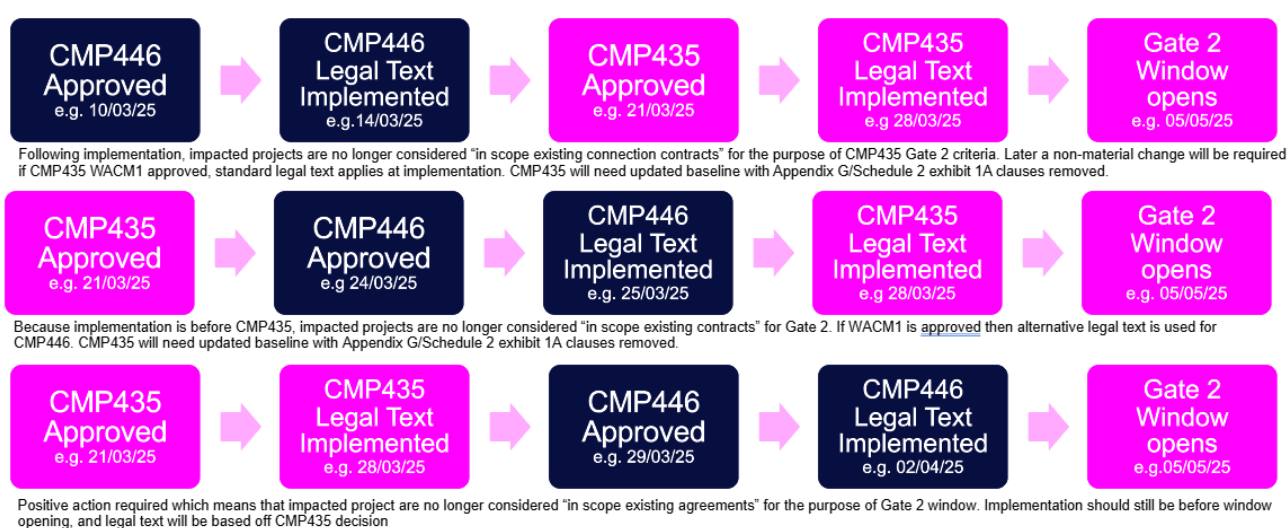 CMP446
Approved
e.g. 10/03/25
CMP446
Legal Text
Implemented
e.g.14/03/25
CMP435
Approved
e.g. 21/03/25
CMP435
Legal Text
Implemented
e.g 28/03/25
Gate 2
Window
opens
e.g. 05/05/25
Following implementation, impacted projects are no longer considered “in scope existing connection contracts” for the purpose of CMP435 Gate 2 criteria. Later a non-material change will be required
if CMP435 WACM1 approved, standard legal text applies at implementation. CMP435 will need updated baseline with Appendix G/Schedule 2 exhibit 1A clauses removed.
CMP435
Approved
e.g. 21/03/25
CMP446
Approved
e.g 24/03/25
CMP446
Legal Text
Implemented
e.g. 25/03/25
CMP435
Legal Text
Implemented
e.g 28/03/25
Gate 2
Window
opens
e.g. 05/05/25
Because implementation is before CMP435, impacted projects are no longer considered “in scope existing contracts” for Gate 2. If WACM1 is approved then alternative legal text is used for
CMP446. CMP435 will need updated baseline with Appendix G/Schedule 2 exhibit 1A clauses removed.
CMP435
Approved
e.g. 21/03/25
CMP435
Legal Text
Implemented
e.g. 28/03/25
CMP446
Approved
e.g. 29/03/25
CMP446
Legal Text
Implemented
e.g. 02/04/25
Gate 2
Window
opens
e.g.05/05/25
Positive action required which means that impacted project are no longer considered “in scope existing agreements” for the purpose of Gate 2 window. Implementation should still be before window
opening, and legal text will be based off CMP435 decision